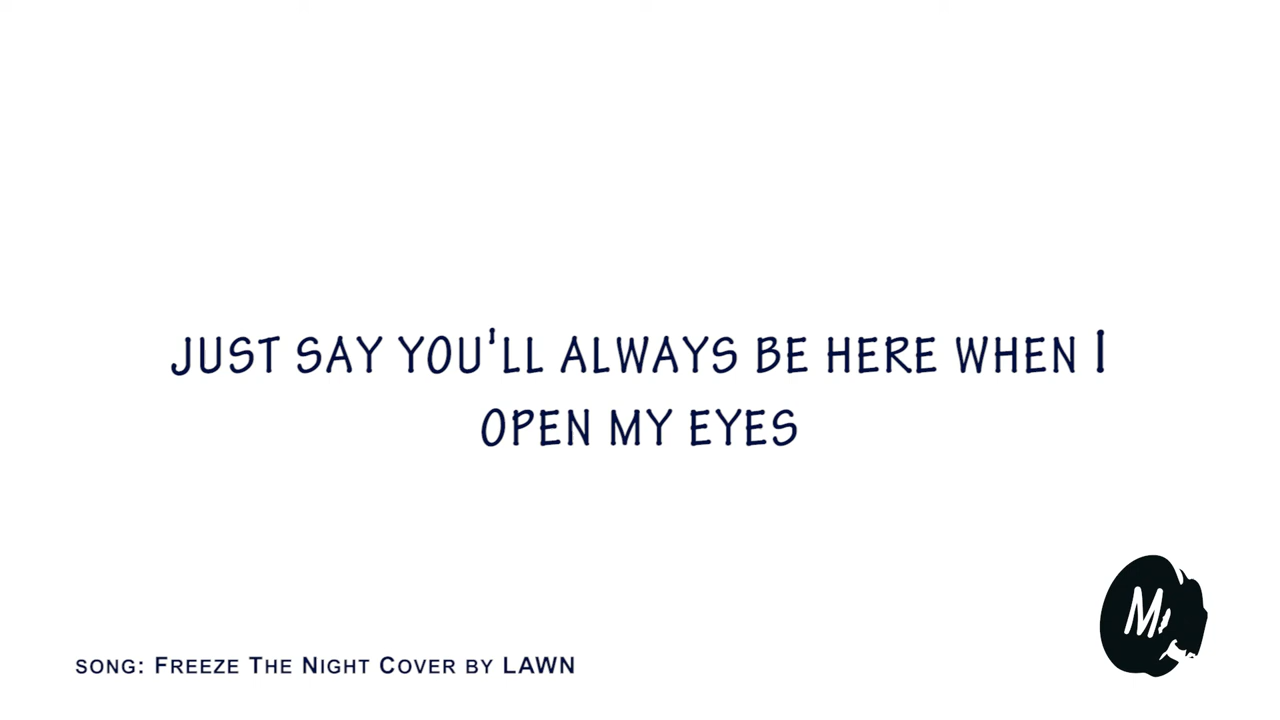 JUST SAY YOU'LL ALWAYS BE HERE WHEN I
OPEN MY EYES
M
SONG: FREEZE THE NIGHT COVER BY LAWN